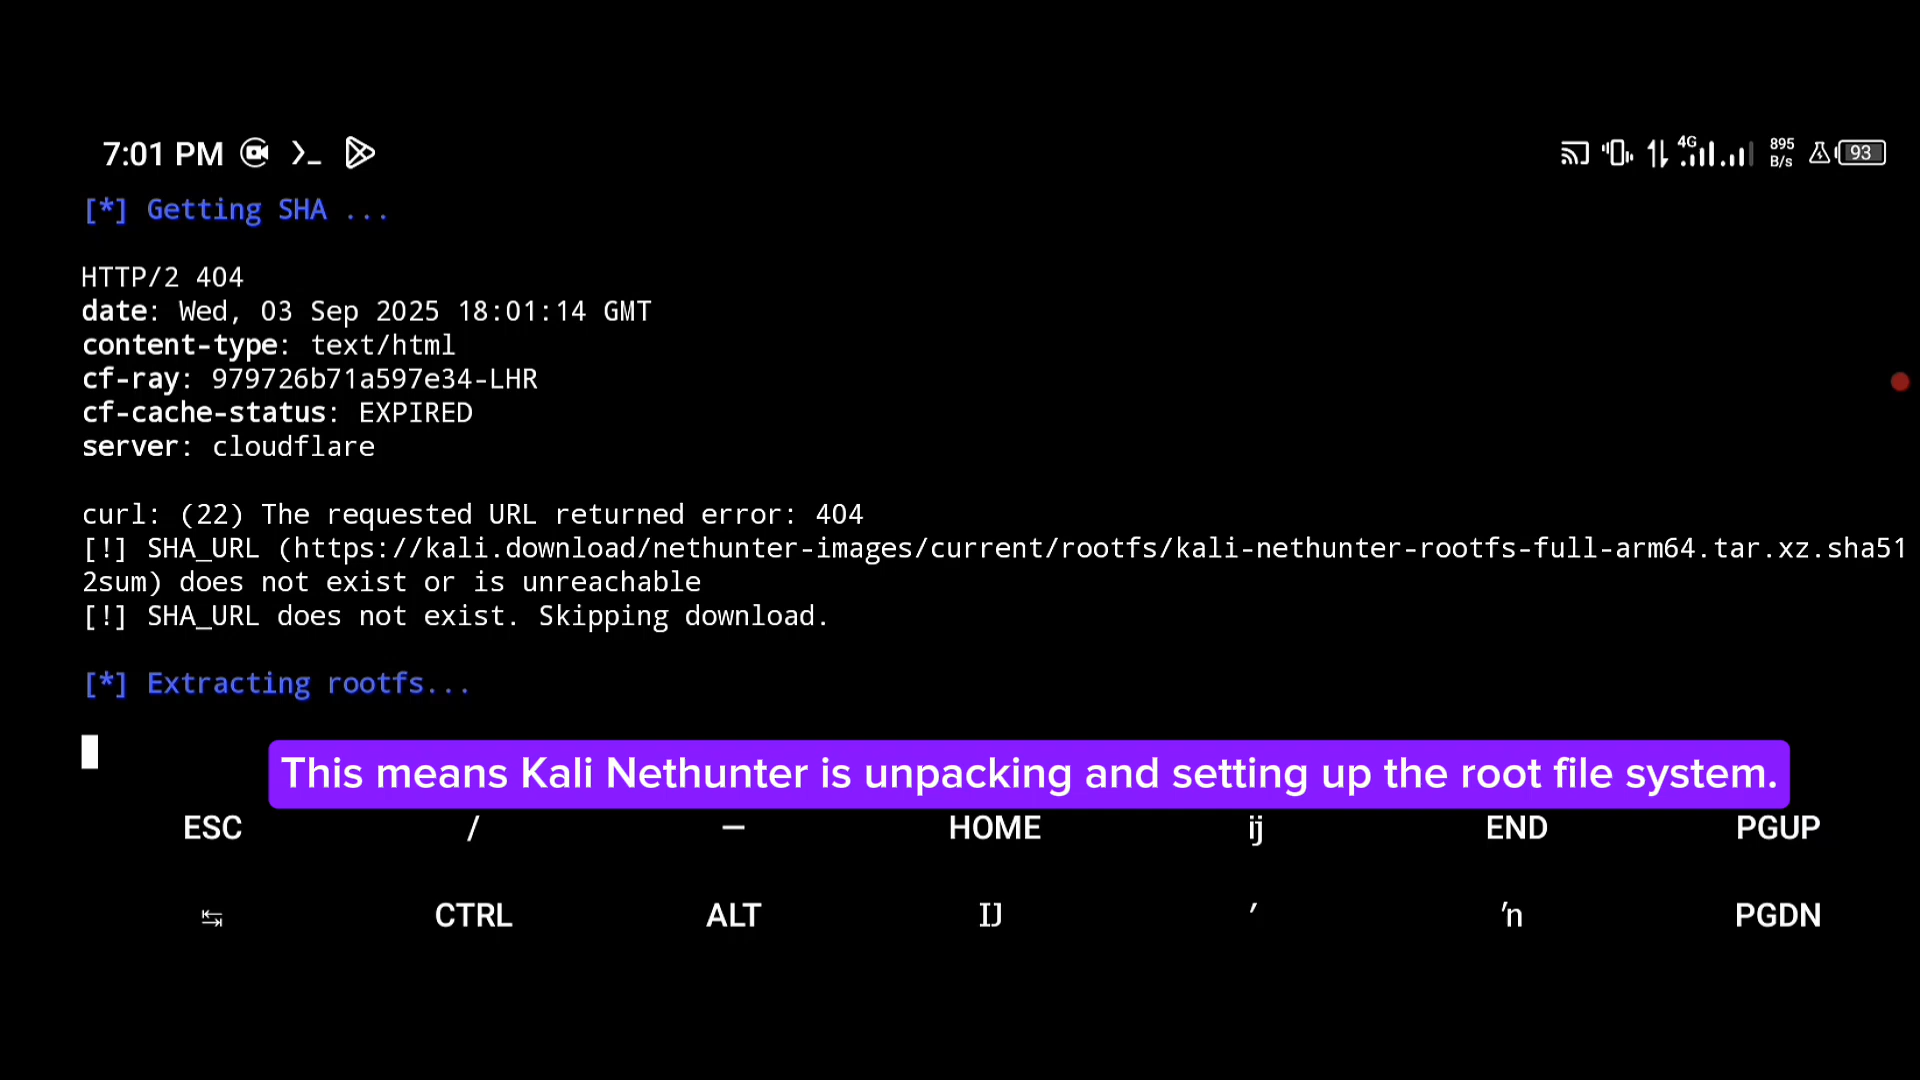 7:01 PM
4G
895
B/s
93
[*] Getting SHA ...
HTTP/2 404
date: Wed, 03 Sep 2025 18:01:14 GMT
content-type: text/html
cf-ray: 979726b71a597e34-LHR
cf-cache-status: EXPIRED
server: cloudflare
curl: (22) The requested URL returned error: 404
[!] SHA_URL (https://kali.download/nethunter-images/current/rootfs/kali-nethunter-rootfs-full-arm64.tar.xz.sha51
2sum) does not exist or is unreachable
[!] SHA_URL does not exist. Skipping download.
[*] Extracting rootfs...
This means Kali Nethunter is unpacking and setting up the root file system.
ESC / — HOME ĳ END PGUP
↹ CTRL ALT Ĳ ′ ŉ PGDN